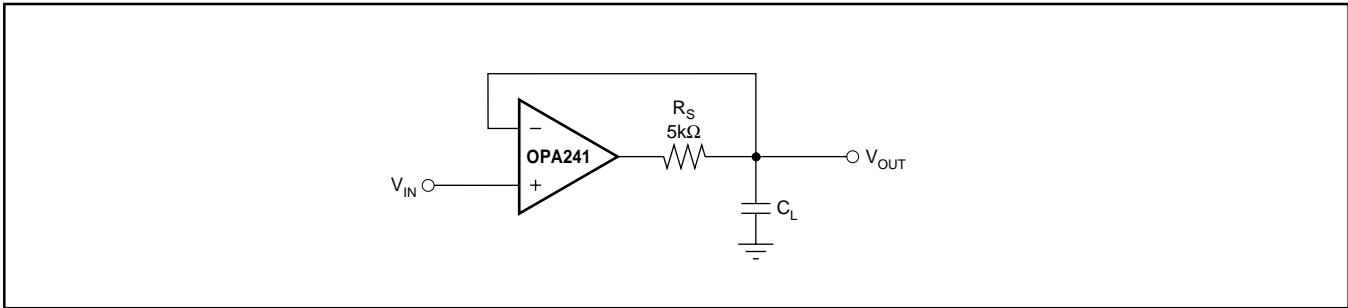 R_S
5kΩ
−
OPA241
+
V_IN
V_OUT
C_L